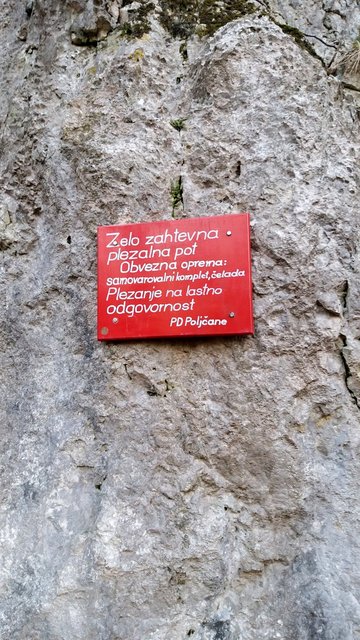 Zelo zahtevna
plezalna pot
Obvezna oprema:
samovarovalni komplet, čelada
Plezanje na lastno
odgovornost
PD Poljčane